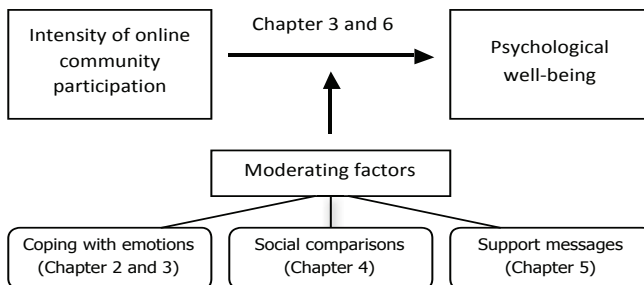 Intensity of online
community
participation
Chapter 3 and 6
Psychological
well-being
Moderating factors
Coping with emotions
(Chapter 2 and 3)
Social comparisons
(Chapter 4)
Support messages
(Chapter 5)